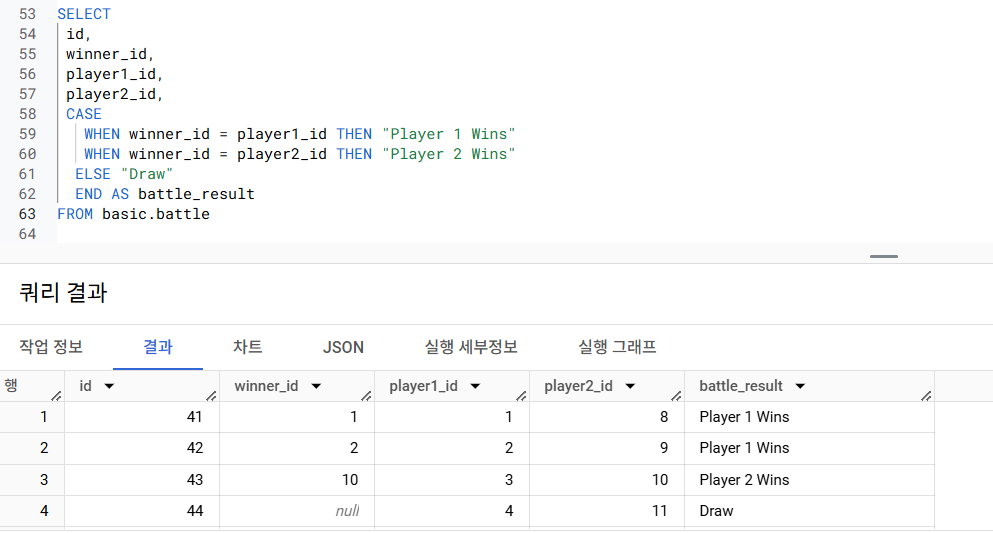 53 SELECT
54 id,
55 winner_id,
56 player1_id,
57 player2_id,
58 CASE
59 WHEN winner_id = player1_id THEN "Player 1 Wins"
60 WHEN winner_id = player2_id THEN "Player 2 Wins"
61 ELSE "Draw"
62 END AS battle_result
63 FROM basic.battle
64
쿼리 결과
작업 정보 결과 차트 JSON 실행 세부정보 실행 그래프
행 id winner_id player1_id player2_id battle_result
1 41 1 1 8 Player 1 Wins
2 42 2 2 9 Player 1 Wins
3 43 10 3 10 Player 2 Wins
4 44 null 4 11 Draw